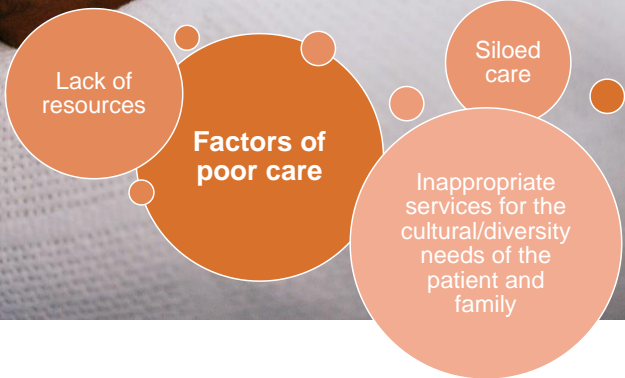 Lack of
resources
Factors of
poor care
Siloed
care
Inappropriate
services for the
cultural/diversity
needs of the
patient and
family